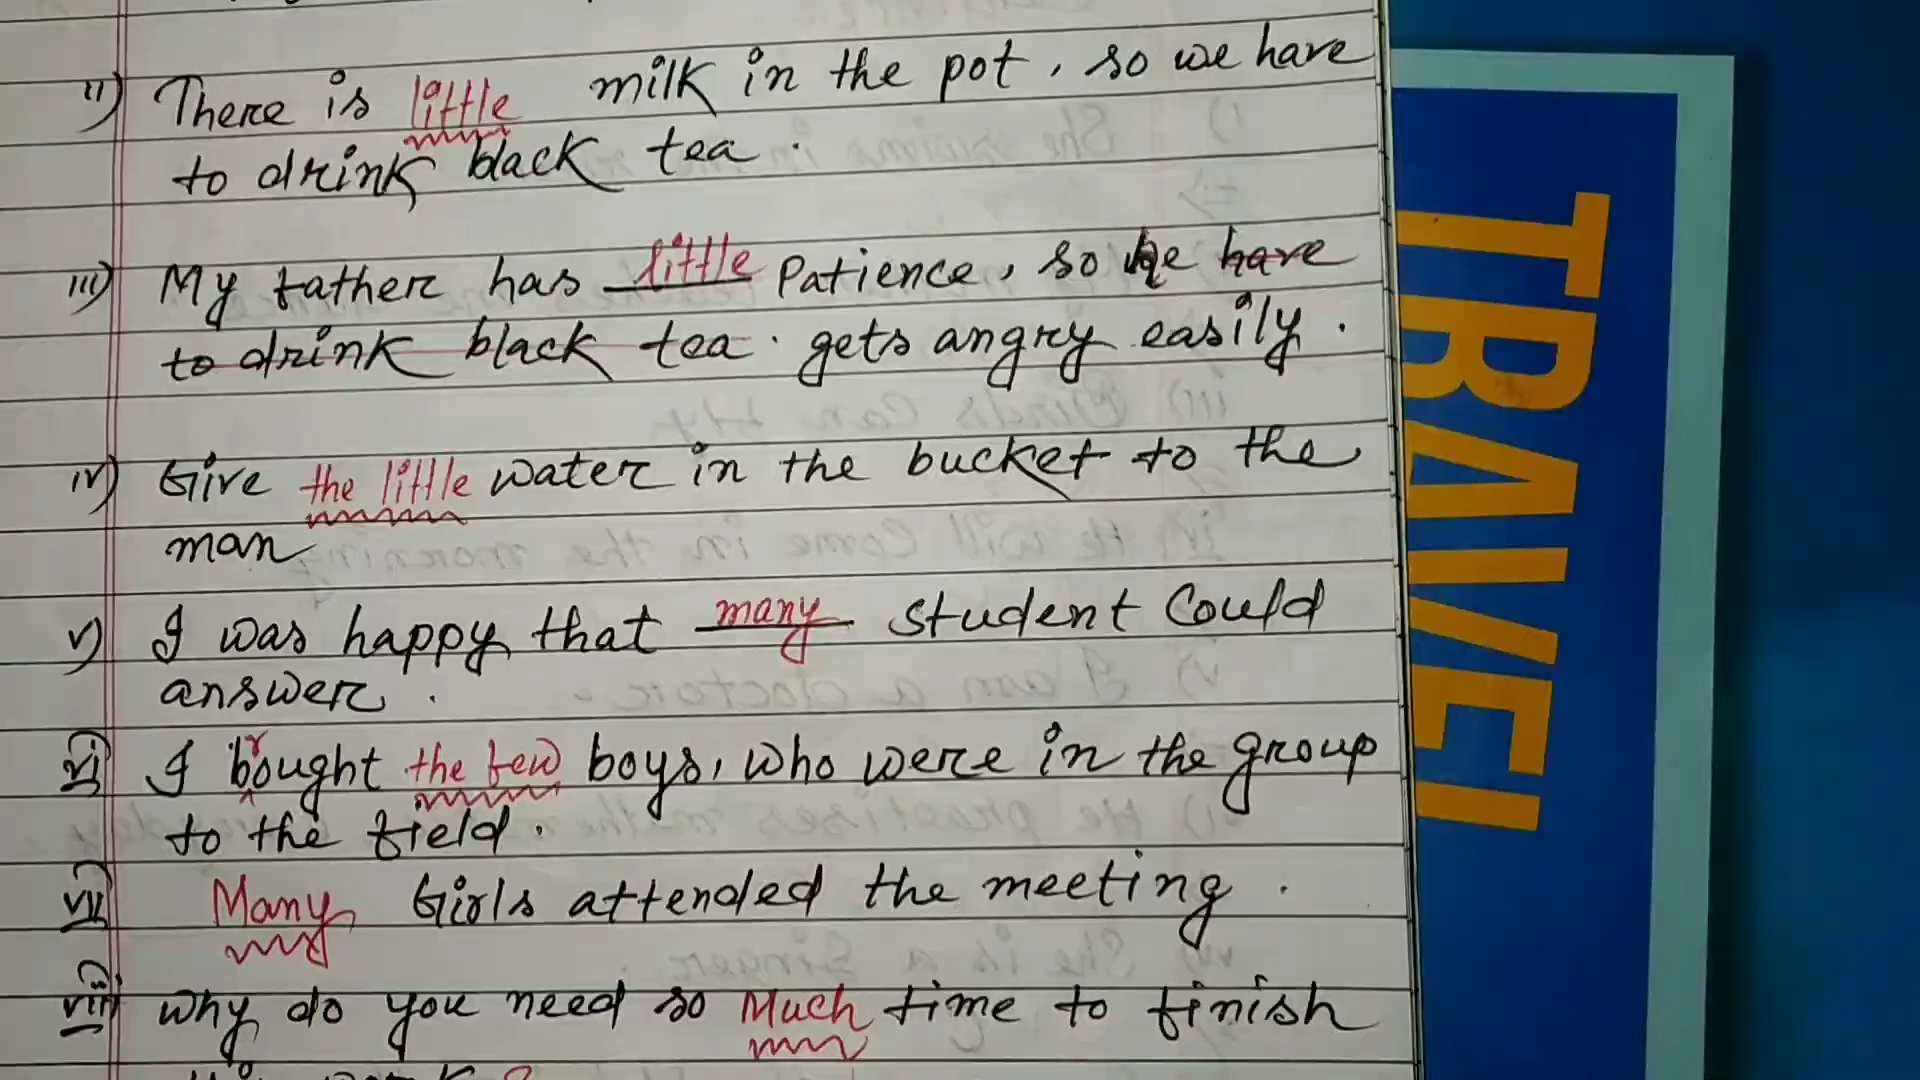 ii) There is little milk in the pot, so we have
to drink black tea.
iii) My father has little patience, so he have
to drink black tea. gets angry easily.
iv) Give the little water in the bucket to the
man
v) I was happy that many student could
answer.
vi) I brought the few boys, who were in the group
to the field.
vii) Many Girls attended the meeting.
viii) why do you need so Much time to finish
TRAVEL